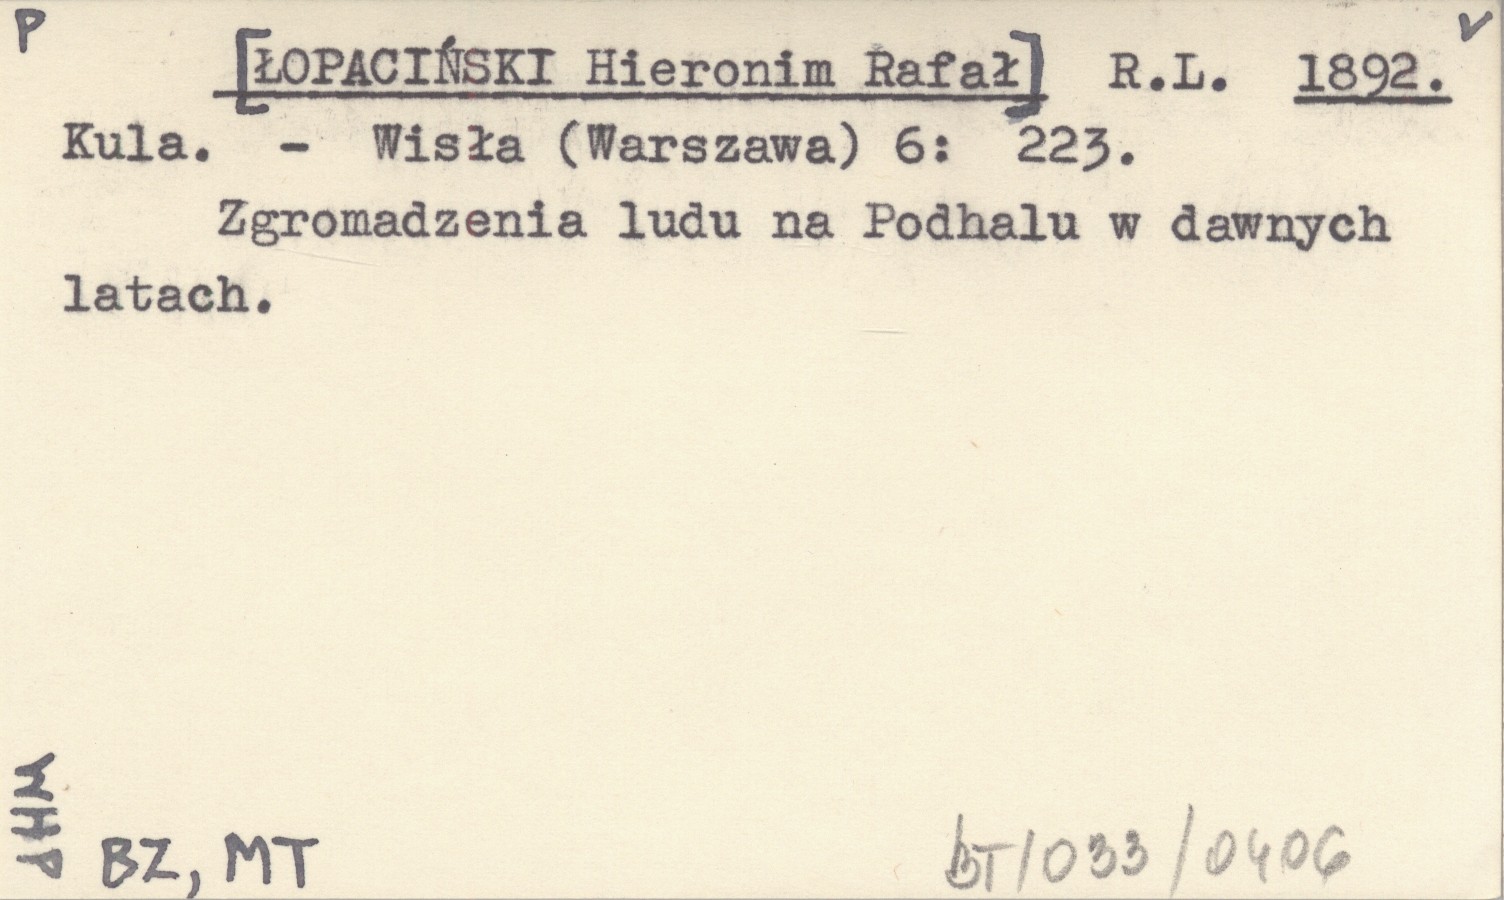 P
[ŁOPACIŃSKI Hieronim Rafał] R.L. 1892.
Kula. - Wisła (Warszawa) 6: 223.
Zgromadzenia ludu na Podhalu w dawnych
latach.
WHP
BZ, MT
BT/033/0406